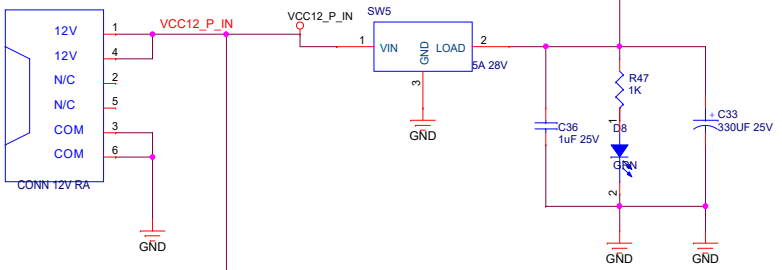 12V
1
12V
4
N/C
2
N/C
5
COM
3
COM
6
CONN 12V RA
GND
VCC12_P_IN
VCC12_P_IN
SW5
1
VIN
GND
LOAD
2
5A 28V
3
GND
C36
1uF 25V
R47
1K
1
D8
GRN
2
GND
+
C33
330UF 25V
GND